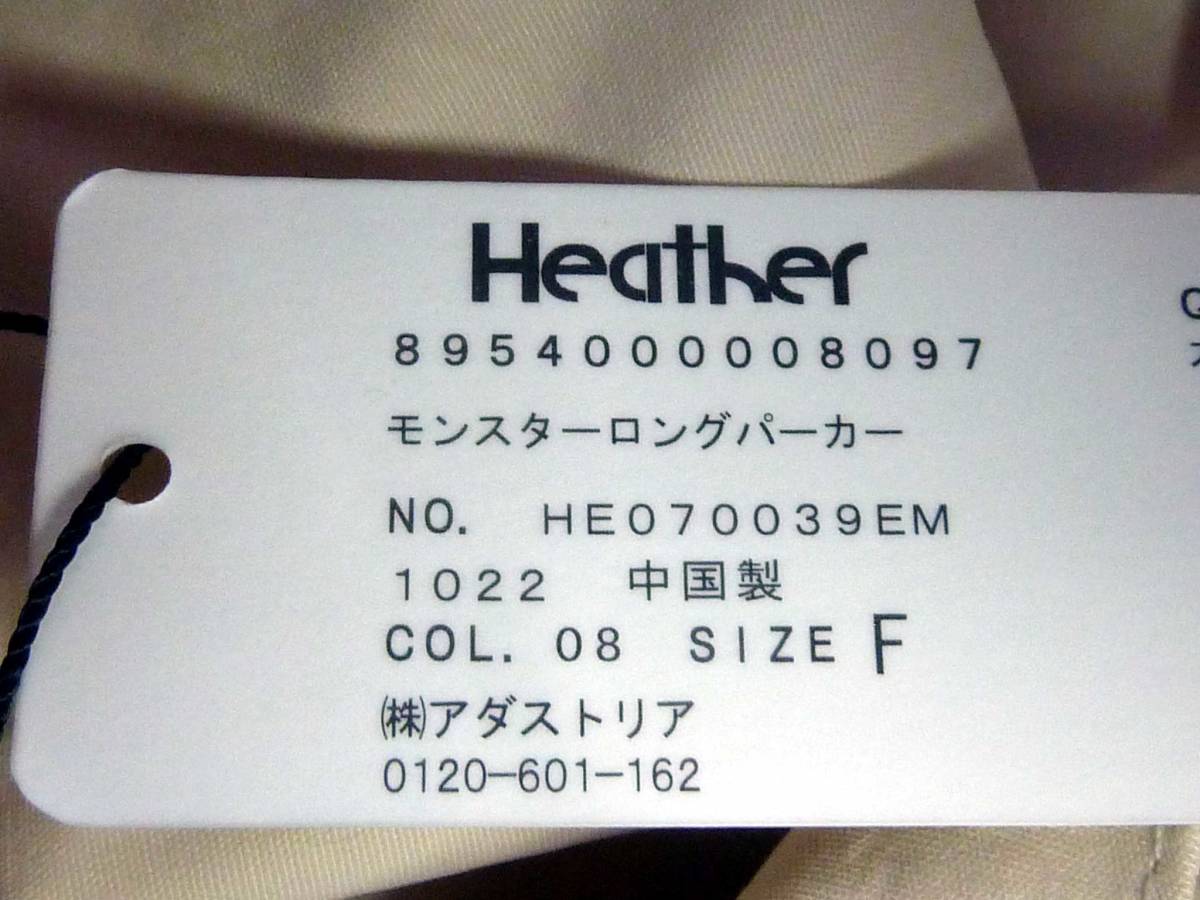 Heather
8954000008097
モンスターロングパーカー
NO. HE070039EM
1022 中国製
COL. 08 SIZE F
㈱アダストリア
0120-601-162